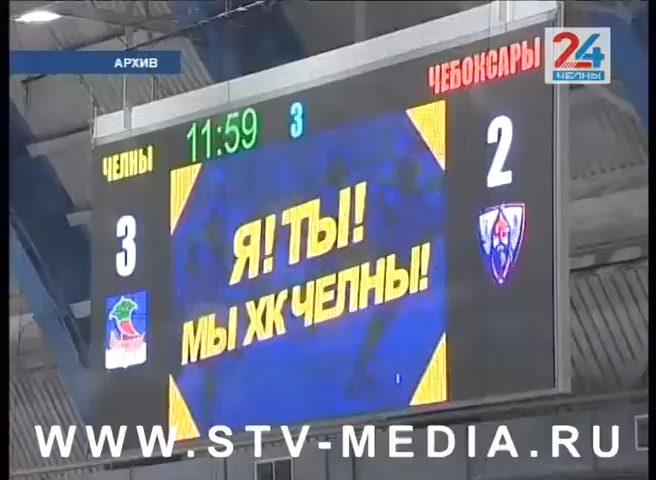 АРХИВ
24
ЧЕЛНЫ
ЧЕБОКСАРЫ
11:59 3
ЧЕЛНЫ
3
2
Я! ТЫ!
МЫ ХК ЧЕЛНЫ!
WWW.STV-MEDIA.RU